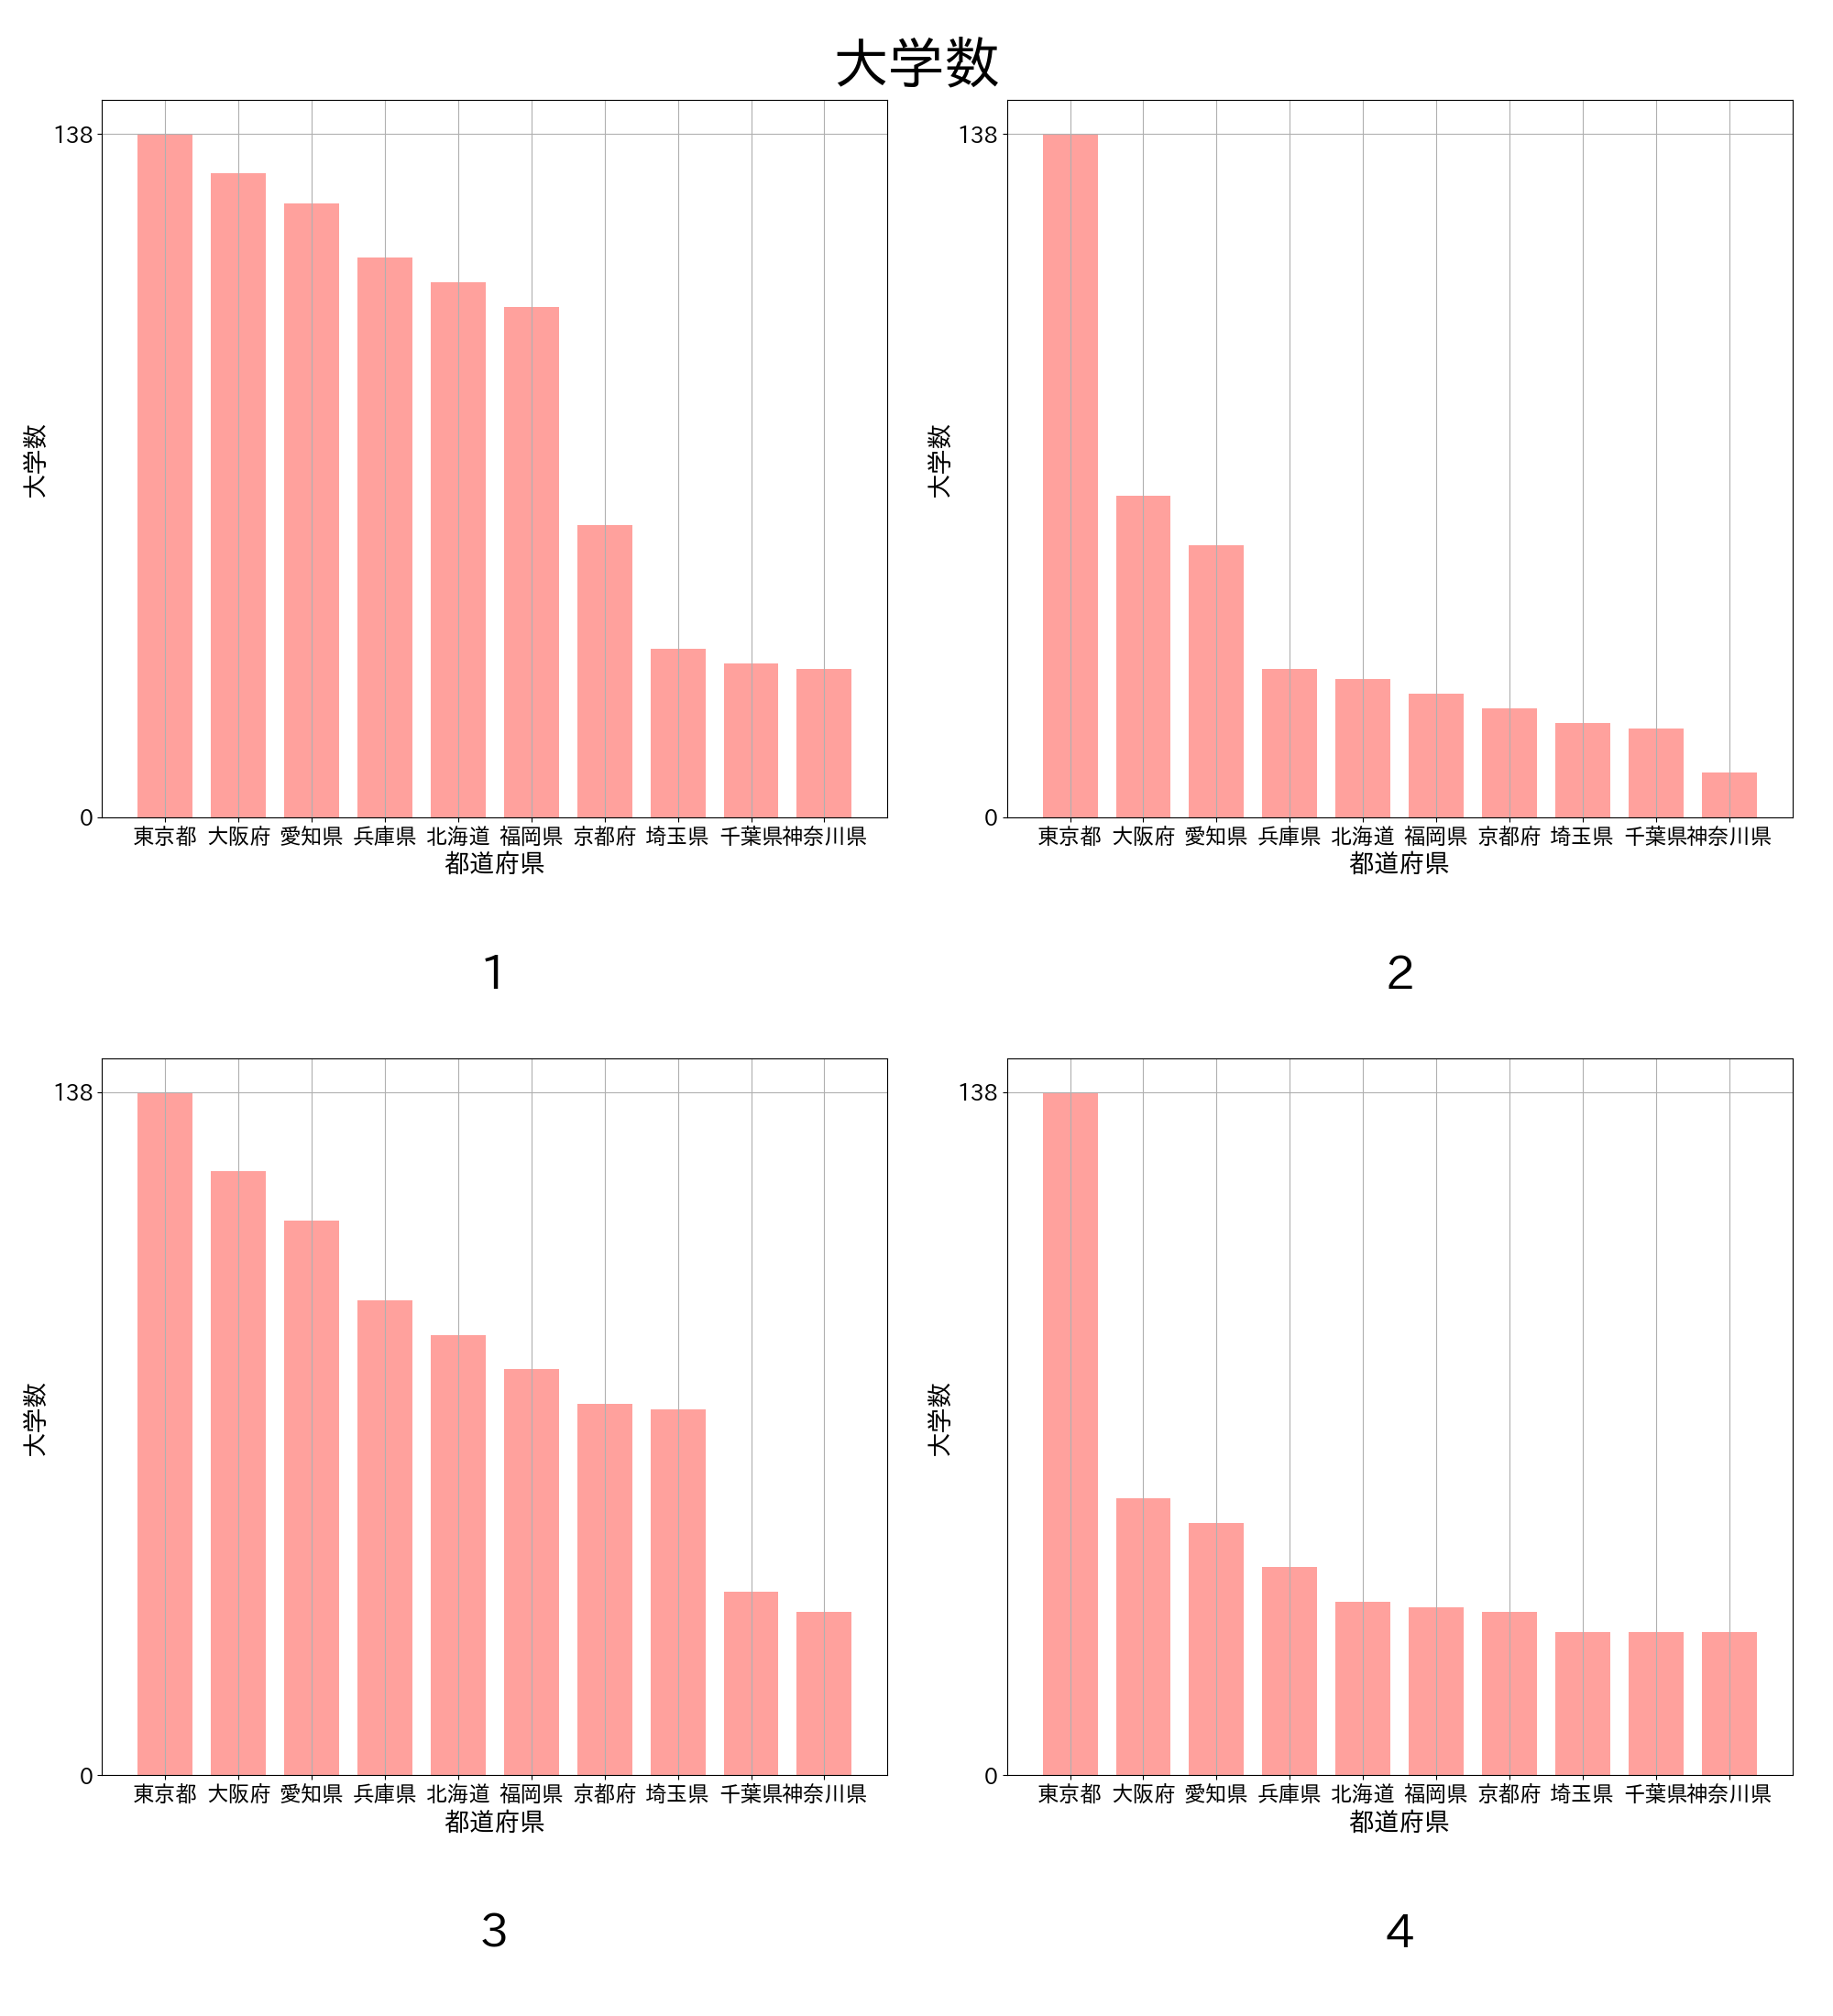 大学数
138
0
大学数
東京都 大阪府 愛知県 兵庫県 北海道 福岡県 京都府 埼玉県 千葉県 神奈川県
都道府県
1
138
0
大学数
東京都 大阪府 愛知県 兵庫県 北海道 福岡県 京都府 埼玉県 千葉県 神奈川県
都道府県
2
138
0
大学数
東京都 大阪府 愛知県 兵庫県 北海道 福岡県 京都府 埼玉県 千葉県 神奈川県
都道府県
3
138
0
大学数
東京都 大阪府 愛知県 兵庫県 北海道 福岡県 京都府 埼玉県 千葉県 神奈川県
都道府県
4